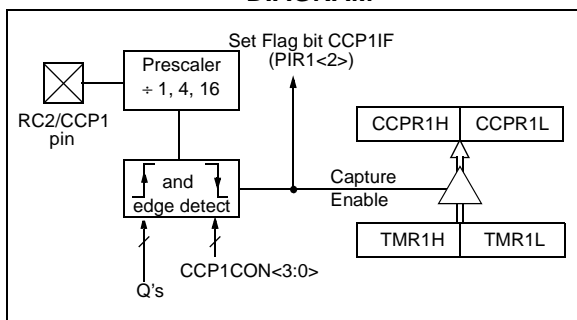 DIAGRAM
Set Flag bit CCP1IF
(PIR1<2>)
Prescaler
÷ 1, 4, 16
RC2/CCP1
pin
CCPR1H CCPR1L
and
edge detect
Capture
Enable
TMR1H TMR1L
CCP1CON<3:0>
Q's